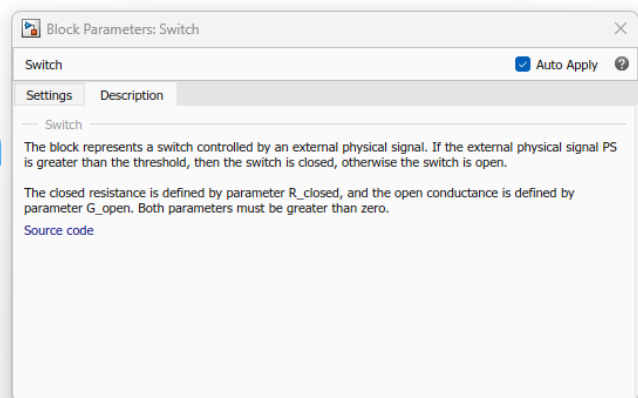 Block Parameters: Switch
Switch
Auto Apply
Settings Description
Switch
The block represents a switch controlled by an external physical signal. If the external physical signal PS
is greater than the threshold, then the switch is closed, otherwise the switch is open.
The closed resistance is defined by parameter R_closed, and the open conductance is defined by
parameter G_open. Both parameters must be greater than zero.
Source code